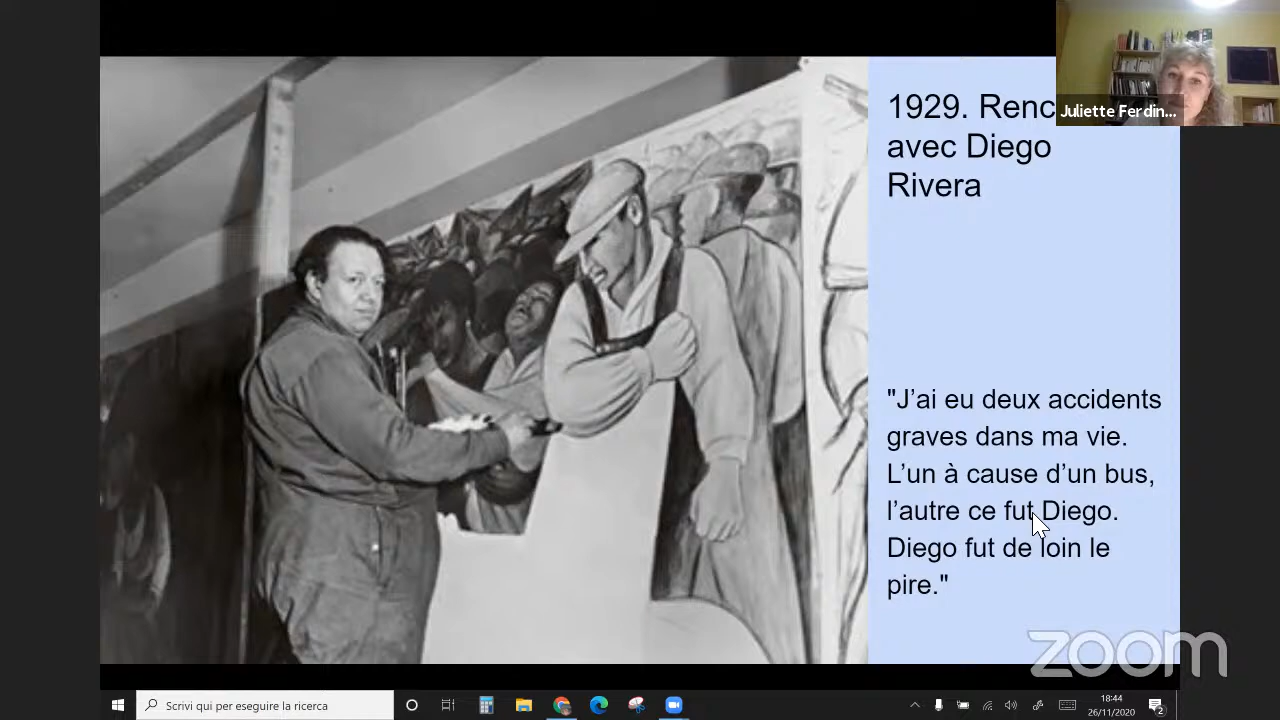 1929. Renc
avec Diego
Rivera
Juliette Ferdin...
"J’ai eu deux accidents
graves dans ma vie.
L’un à cause d’un bus,
l’autre ce fut Diego.
Diego fut de loin le
pire."
zoom
Scrivi qui per eseguire la ricerca
18:44
26/11/2020
2